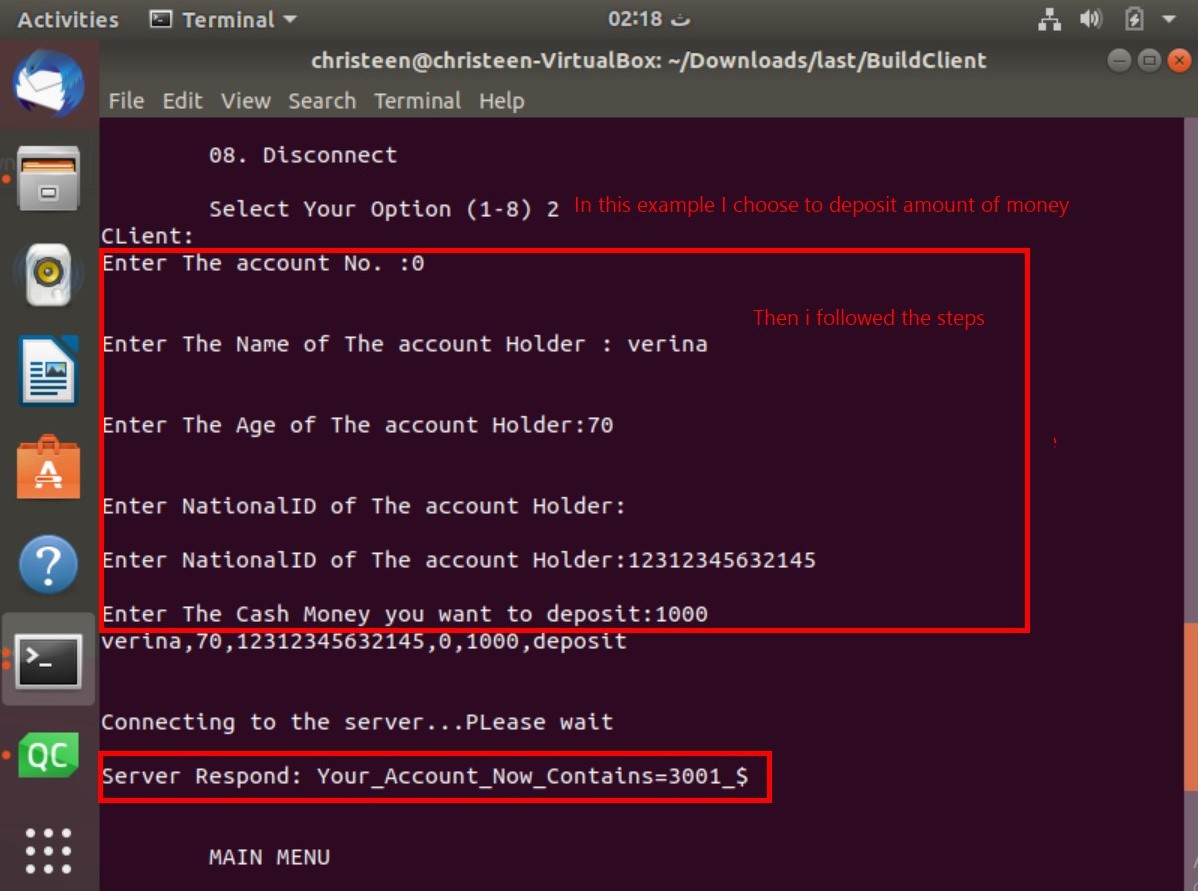 Activities Terminal 02:18 ث
christeen@christeen-VirtualBox: ~/Downloads/last/BuildClient
File Edit View Search Terminal Help
08. Disconnect
Select Your Option (1-8) 2 In this example I choose to deposit amount of money
CLient:
Enter The account No. :0
Then i followed the steps
Enter The Name of The account Holder : verina
Enter The Age of The account Holder:70
e
Enter NationalID of The account Holder:
Enter NationalID of The account Holder:12312345632145
Enter The Cash Money you want to deposit:1000
verina,70,12312345632145,0,1000,deposit
Connecting to the server...PLease wait
QC
Server Respond: Your_Account_Now_Contains=3001_$
MAIN MENU